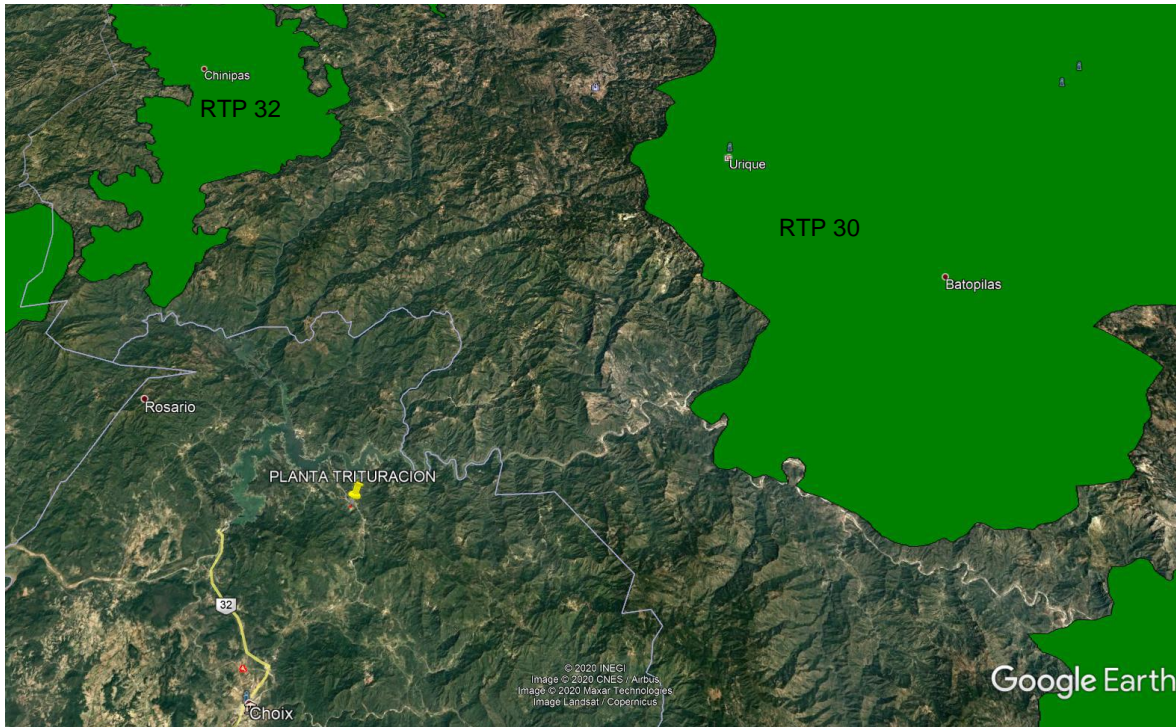 Chinipas
RTP 32
Urique
RTP 30
Batopilas
Rosario
PLANTA TRITURACION
32
Choix
© 2020 INEGI
Image © 2020 CNES / Airbus
Image © 2020 Maxar Technologies
Image Landsat / Copernicus
Google Earth